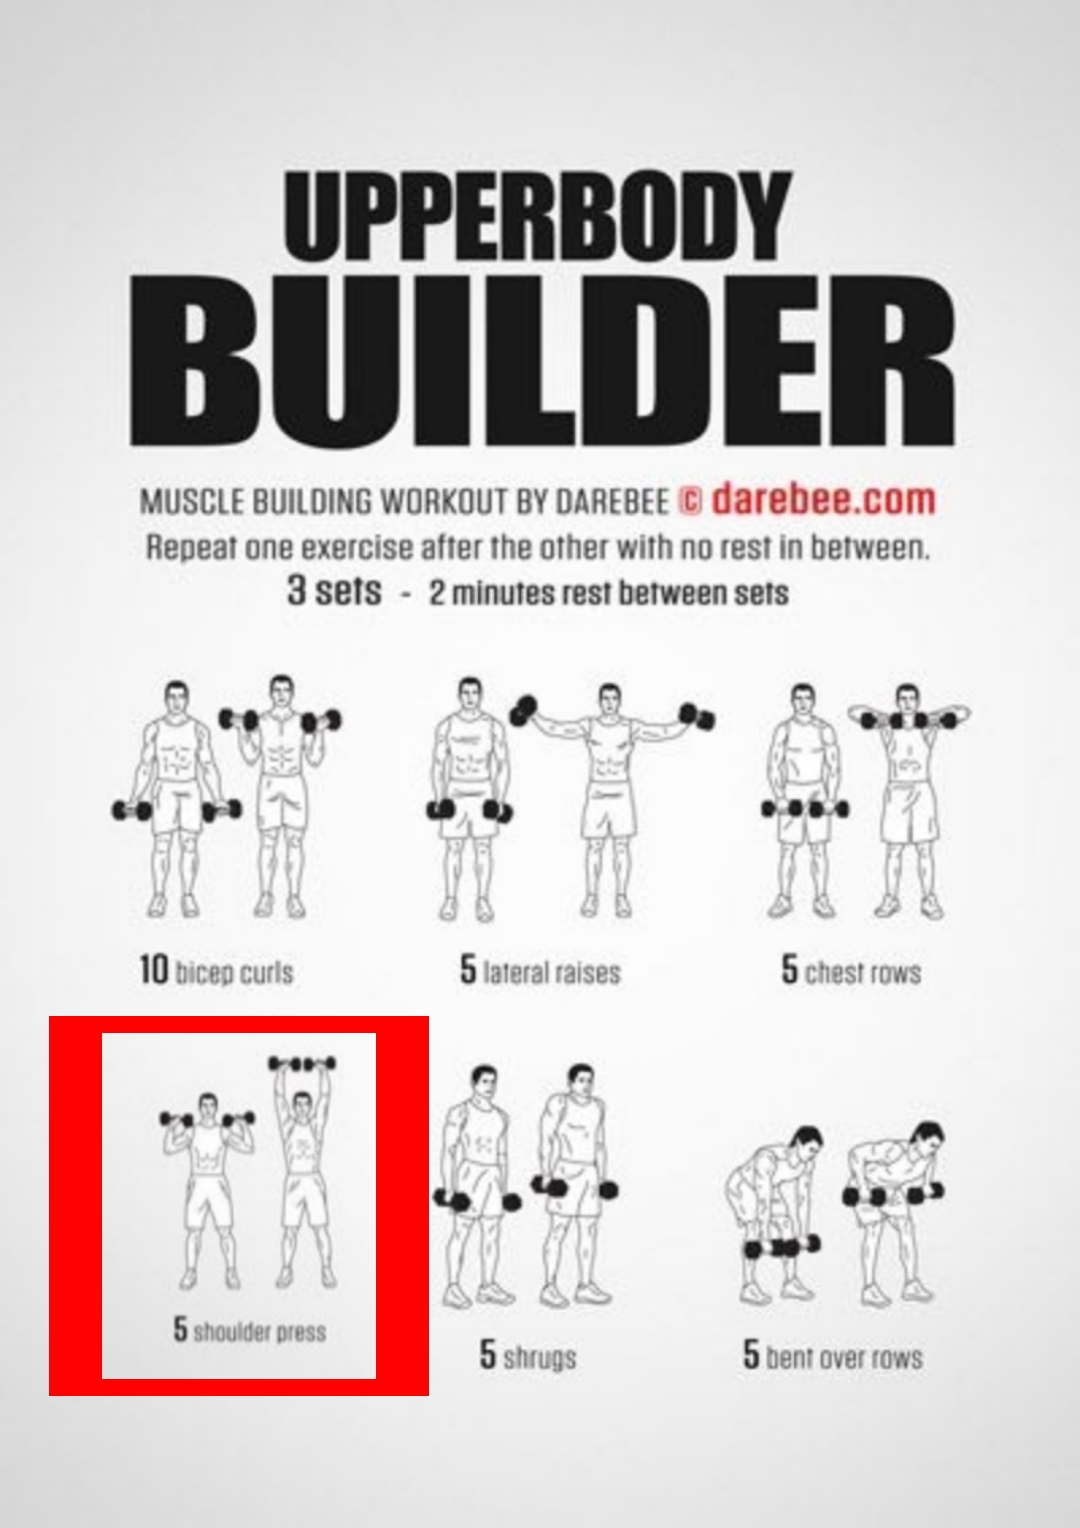 UPPERBODY
BUILDER
MUSCLE BUILDING WORKOUT BY DAREBEE © darebee.com
Repeat one exercise after the other with no rest in between.
3 sets - 2 minutes rest between sets
10 bicep curls
5 lateral raises
5 chest rows
5 shoulder press
5 shrugs
5 bent over rows